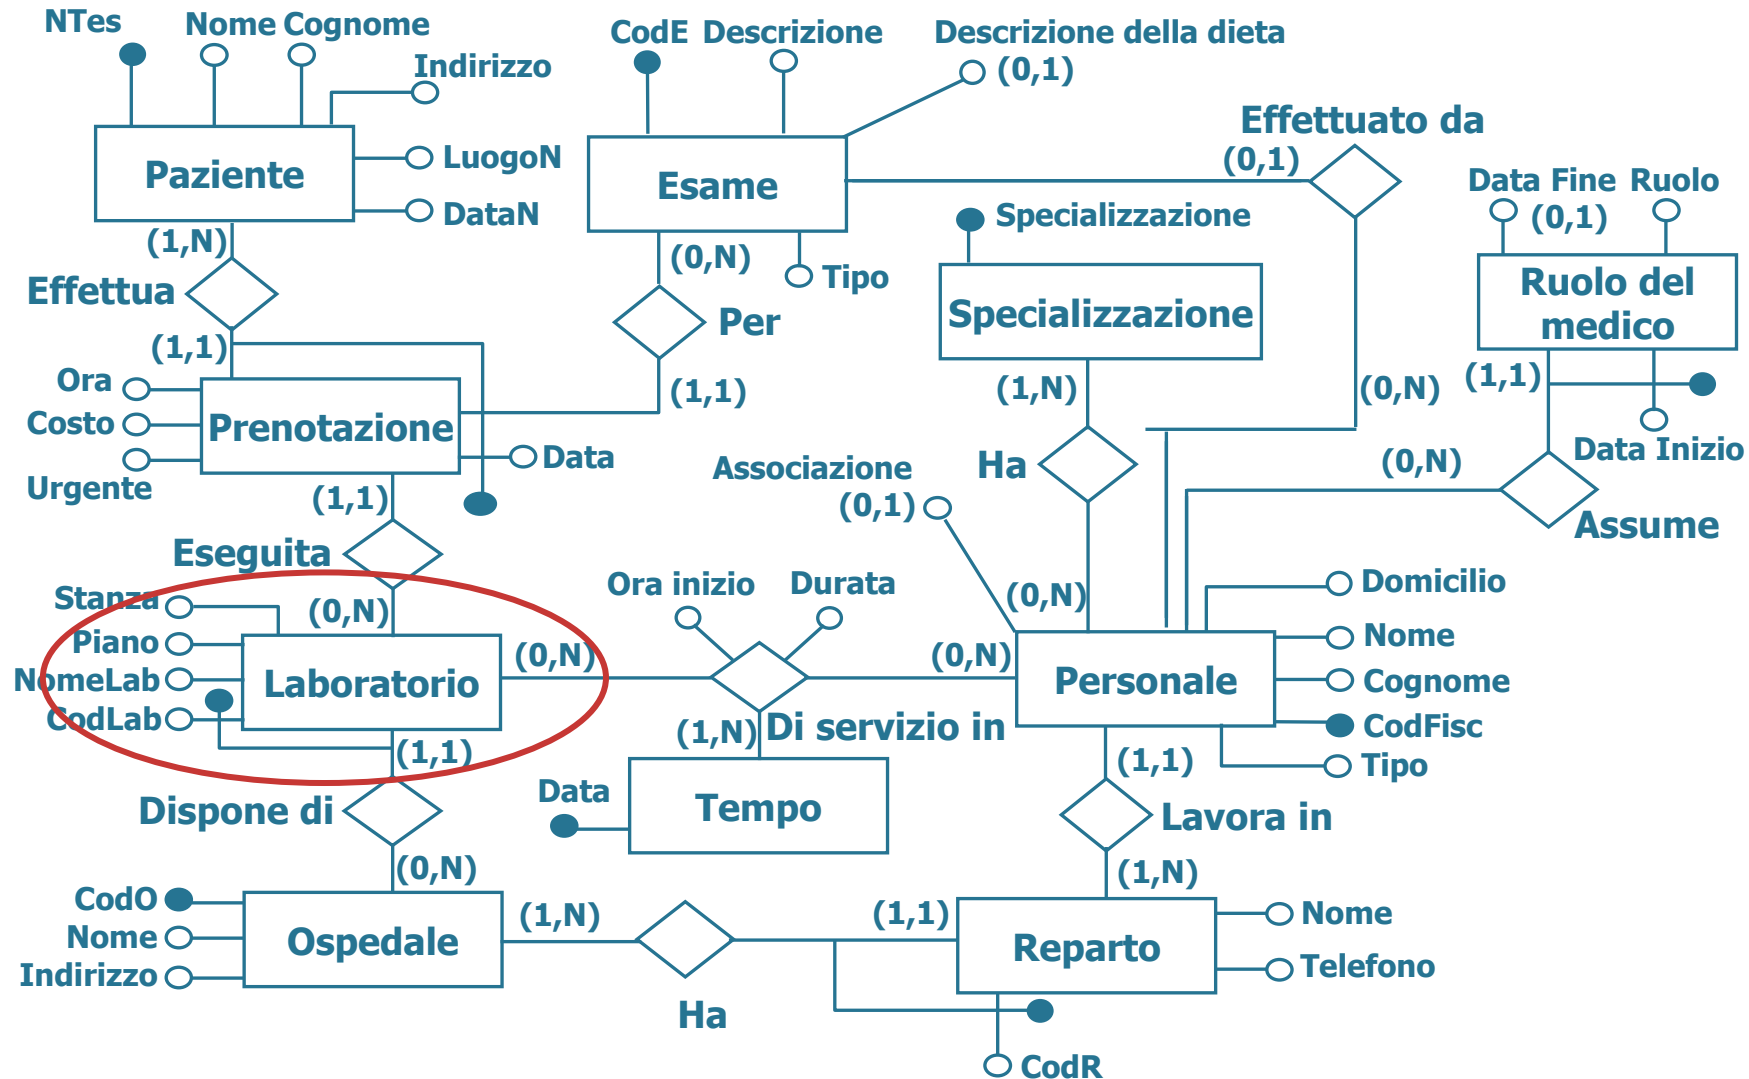 NTes
Nome Cognome
Indirizzo
Paziente
LuogoN
DataN
(1,N)
Effettua
(1,1)
CodE Descrizione
Descrizione della dieta
(0,1)
Esame
(0,N)
Tipo
Per
(1,1)
Effettuato da
(0,1)
(0,N)
Specializzazione
Specializzazione
(1,N)
Ha
(0,N)
Data Fine Ruolo
(0,1)
Ruolo del
medico
(1,1)
Data Inizio
(0,N)
Assume
Ora
Costo
Urgente
Prenotazione
Data
(1,1)
Eseguita
(0,N)
Stanza
Piano
NomeLab
CodLab
Laboratorio
(0,N)
(1,1)
Dispone di
(0,N)
Ora inizio
Durata
Di servizio in
(0,N)
(1,N)
Data
Tempo
Associazione
(0,1)
Personale
Domicilio
Nome
Cognome
CodFisc
Tipo
(1,1)
Lavora in
(1,N)
CodO
Nome
Indirizzo
Ospedale
(1,N)
Ha
(1,1)
Reparto
Nome
Telefono
CodR